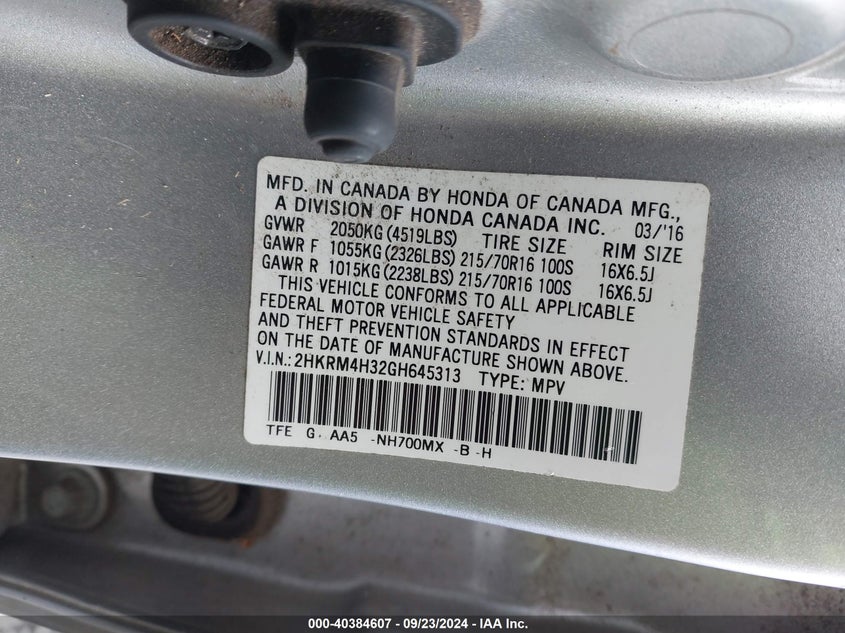 MFD. IN CANADA BY HONDA OF CANADA MFG.,
A DIVISION OF HONDA CANADA INC. 03/'16
GVWR 2050KG (4519LBS) TIRE SIZE RIM SIZE
GAWR F 1055KG (2326LBS) 215/70R16 100S 16X6.5J
GAWR R 1015KG (2238LBS) 215/70R16 100S 16X6.5J
THIS VEHICLE CONFORMS TO ALL APPLICABLE
FEDERAL MOTOR VEHICLE SAFETY
AND THEFT PREVENTION STANDARDS IN EFFECT
ON THE DATE OF MANUFACTURE SHOWN ABOVE.
V.I.N.: 2HKRM4H32GH645313 TYPE: MPV
TFE G, AA5 -NH700MX -B -H
000-40384607 - 09/23/2024 - IAA Inc.